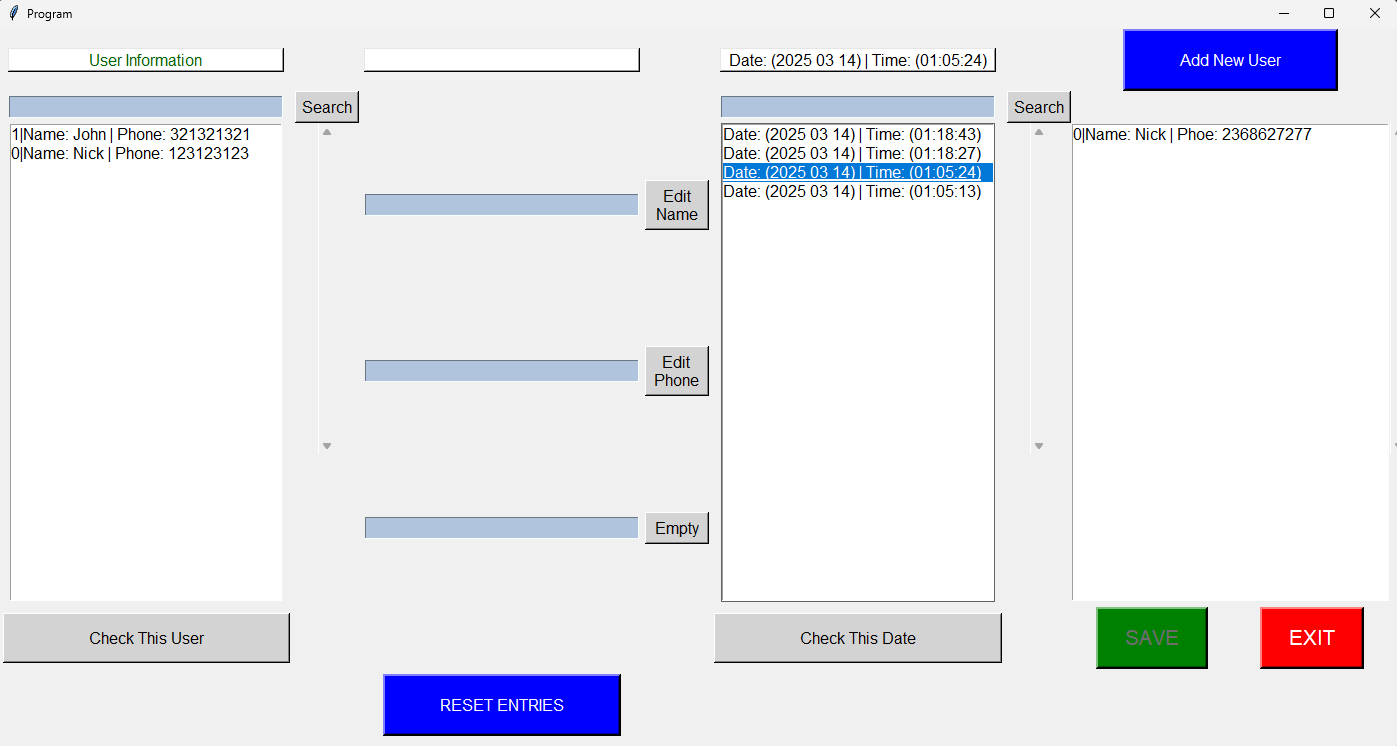 Program
User Information
Date: (2025 03 14) | Time: (01:05:24)
Add New User
Search
Search
1|Name: John | Phone: 321321321
0|Name: Nick | Phone: 123123123
Edit
Name
Edit
Phone
Empty
Date: (2025 03 14) | Time: (01:18:43)
Date: (2025 03 14) | Time: (01:18:27)
Date: (2025 03 14) | Time: (01:05:24)
Date: (2025 03 14) | Time: (01:05:13)
0|Name: Nick | Phoe: 2368627277
Check This User
Check This Date
SAVE
EXIT
RESET ENTRIES